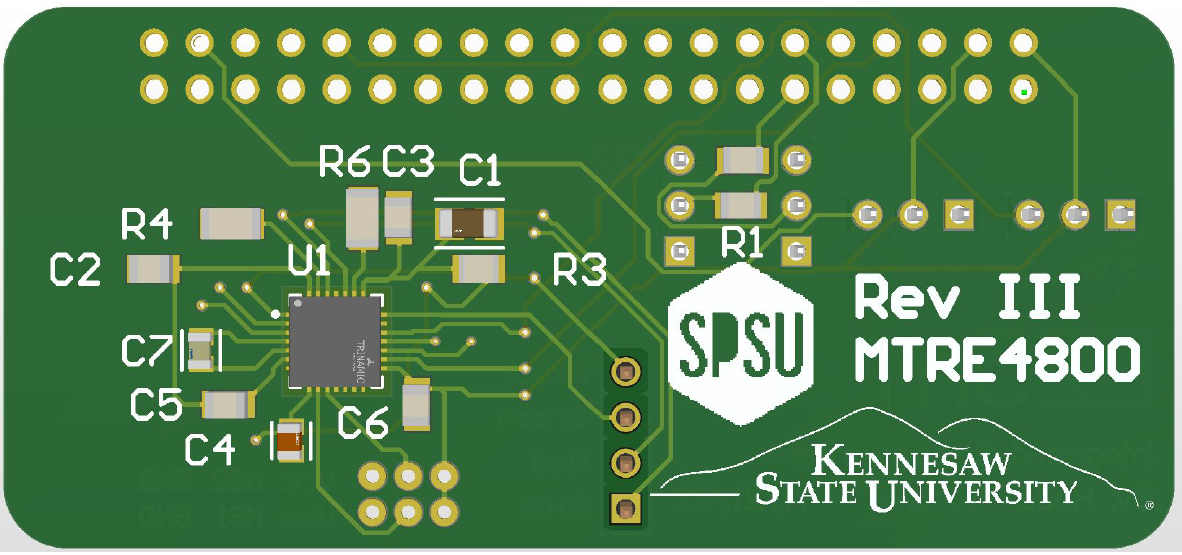 R6 C3 C1
R4
U1
C2
R3
R1
C7
C5
C4
C6
TRINAMIC
SPSU
Rev III
MTRE4800
KENNESAW
STATE UNIVERSITY
®